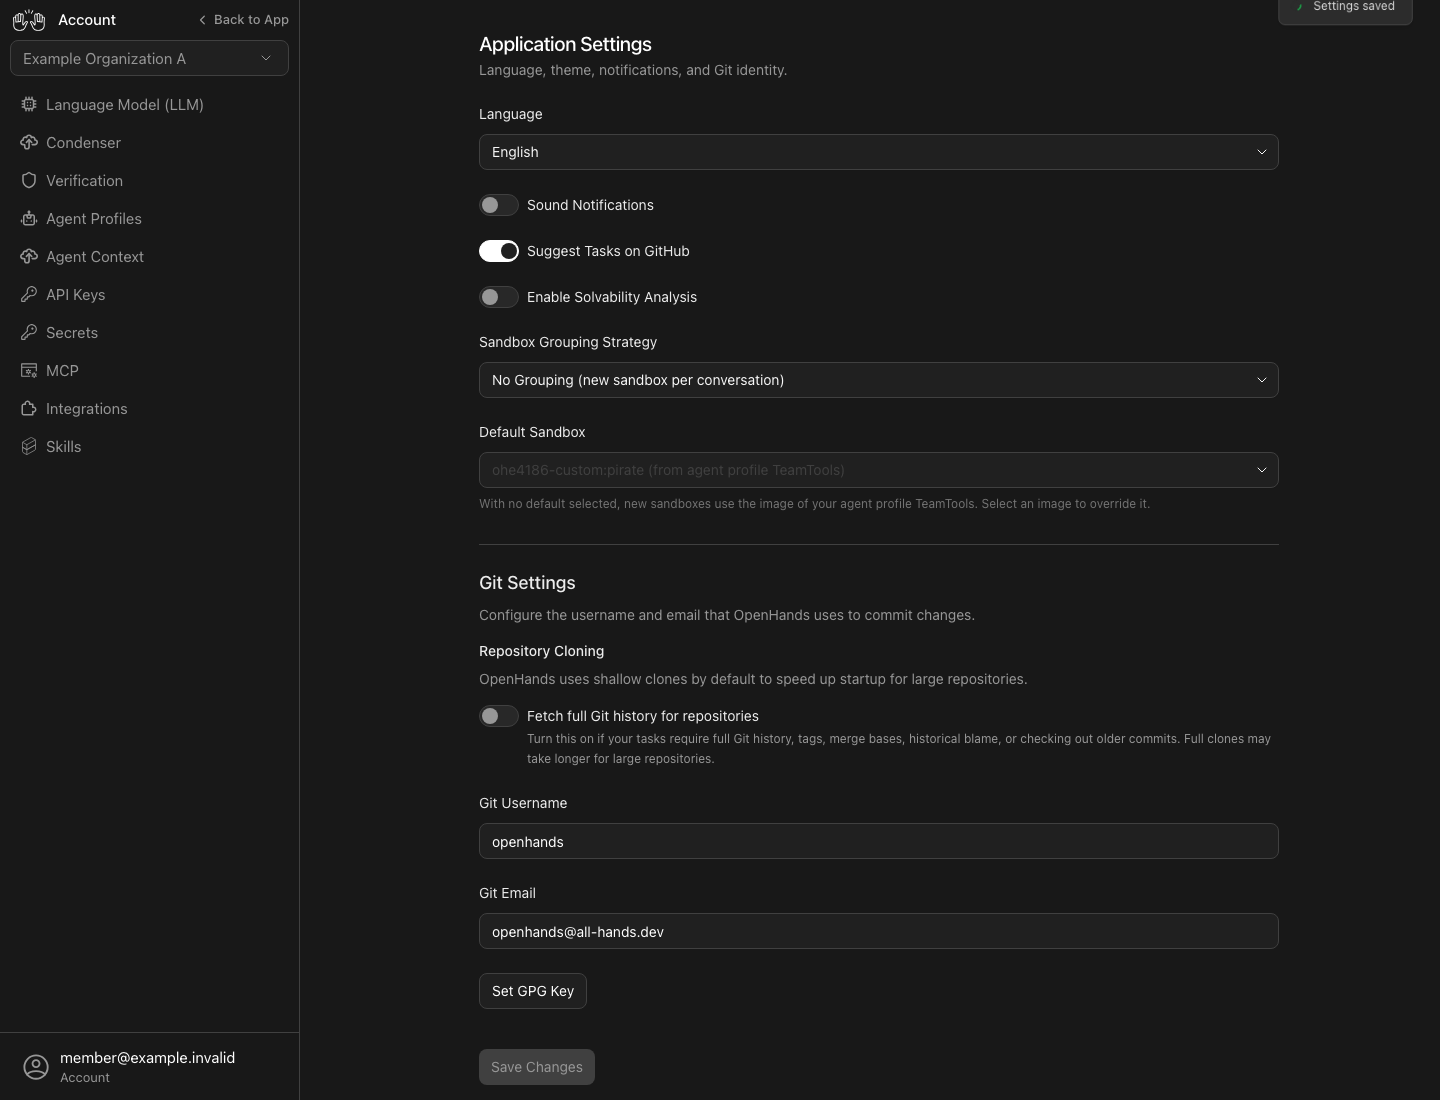 Account
Back to App
Example Organization A
Language Model (LLM)
Condenser
Verification
Agent Profiles
Agent Context
API Keys
Secrets
MCP
Integrations
Skills
member@example.invalid
Account
Settings saved
Application Settings
Language, theme, notifications, and Git identity.
Language
English
Sound Notifications
Suggest Tasks on GitHub
Enable Solvability Analysis
Sandbox Grouping Strategy
No Grouping (new sandbox per conversation)
Default Sandbox
ohe4186-custom:pirate (from agent profile TeamTools)
With no default selected, new sandboxes use the image of your agent profile TeamTools. Select an image to override it.
Git Settings
Configure the username and email that OpenHands uses to commit changes.
Repository Cloning
OpenHands uses shallow clones by default to speed up startup for large repositories.
Fetch full Git history for repositories
Turn this on if your tasks require full Git history, tags, merge bases, historical blame, or checking out older commits. Full clones may
take longer for large repositories.
Git Username
openhands
Git Email
openhands@all-hands.dev
Set GPG Key
Save Changes